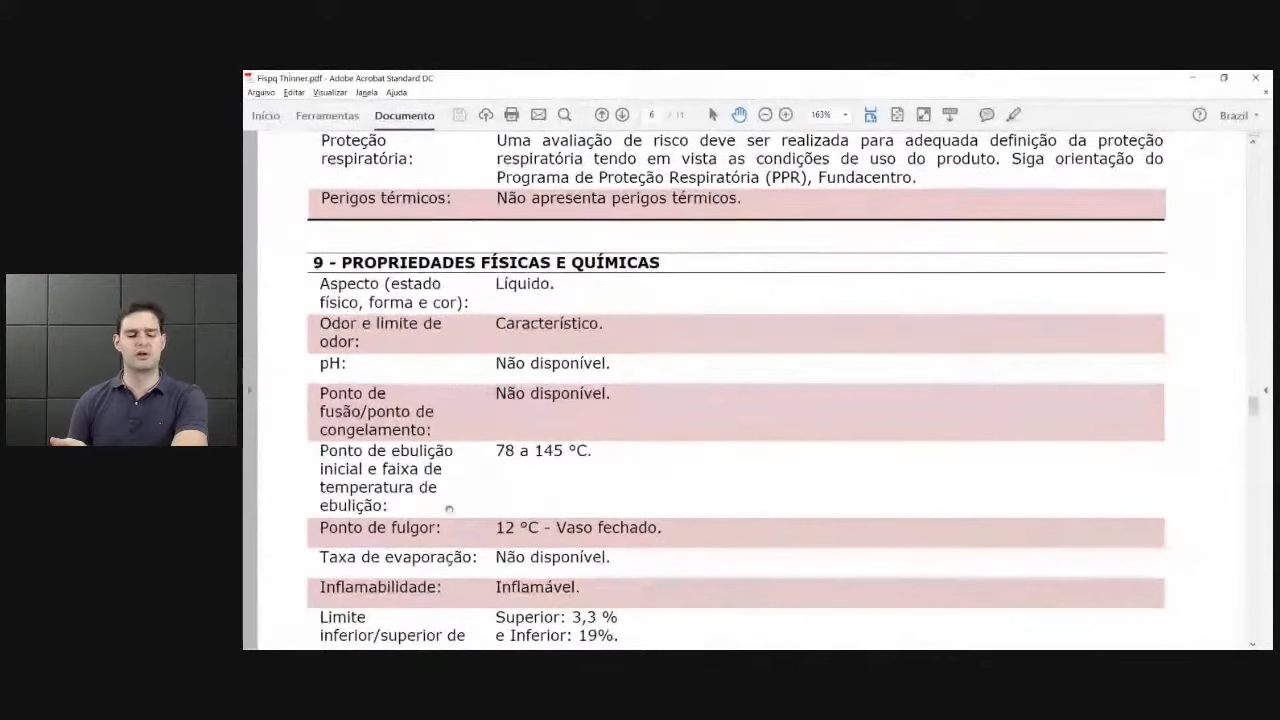 Fispq Thinner.pdf - Adobe Acrobat Standard DC
Arquivo Editar Visualizar Janela Ajuda
Início Ferramentas Documento 6 / 11 163% Brazil
Proteção respiratória: Uma avaliação de risco deve ser realizada para adequada definição da proteção
respiratória tendo em vista as condições de uso do produto. Siga orientação do
Programa de Proteção Respiratória (PPR), Fundacentro.
Perigos térmicos: Não apresenta perigos térmicos.
9 - PROPRIEDADES FÍSICAS E QUÍMICAS
Aspecto (estado
físico, forma e cor):
Líquido.
Odor e limite de
odor:
Característico.
pH: Não disponível.
Ponto de
fusão/ponto de
congelamento:
Não disponível.
Ponto de ebulição
inicial e faixa de
temperatura de
ebulição:
78 a 145 °C.
Ponto de fulgor: 12 °C - Vaso fechado.
Taxa de evaporação: Não disponível.
Inflamabilidade: Inflamável.
Limite
inferior/superior de
Superior: 3,3 %
e Inferior: 19%.